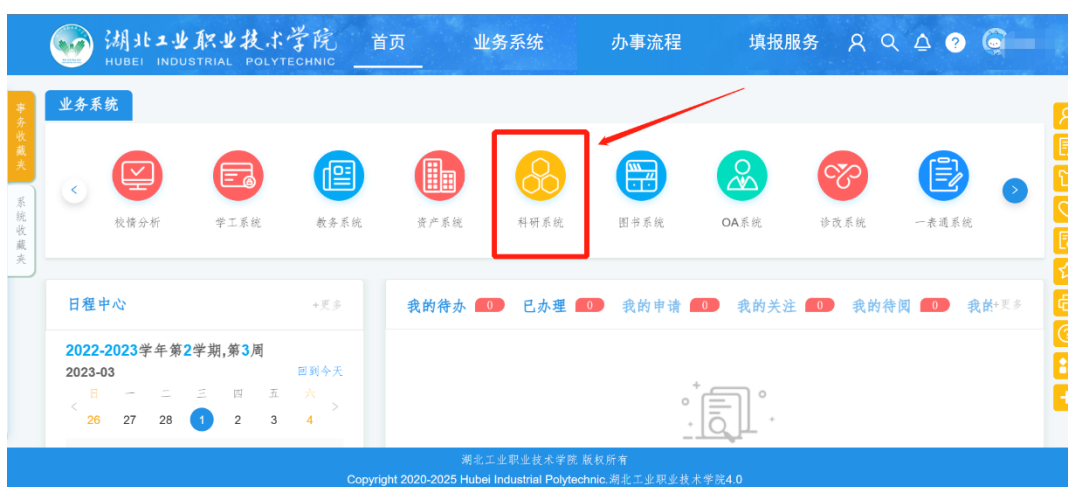 湖北工业职业技术学院 首页 业务系统 办事流程 填报服务
HUBEI INDUSTRIAL POLYTECHNIC
事务收藏夹
系统收藏夹
业务系统
校情分析 学工系统 教务系统 资产系统 科研系统 图书系统 OA系统 诊改系统 一表通系统
日程中心 +更多
我的待办 0 已办理 0 我的申请 0 我的关注 0 我的待阅 0 我的 +更多
2022-2023学年第2学期,第3周
2023-03 回到今天
日 一 二 三 四 五 六
< 26 27 28 1 2 3 4 >
湖北工业职业技术学院 版权所有
Copyright 2020-2025 Hubei Industrial Polytechnic.湖北工业职业技术学院4.0